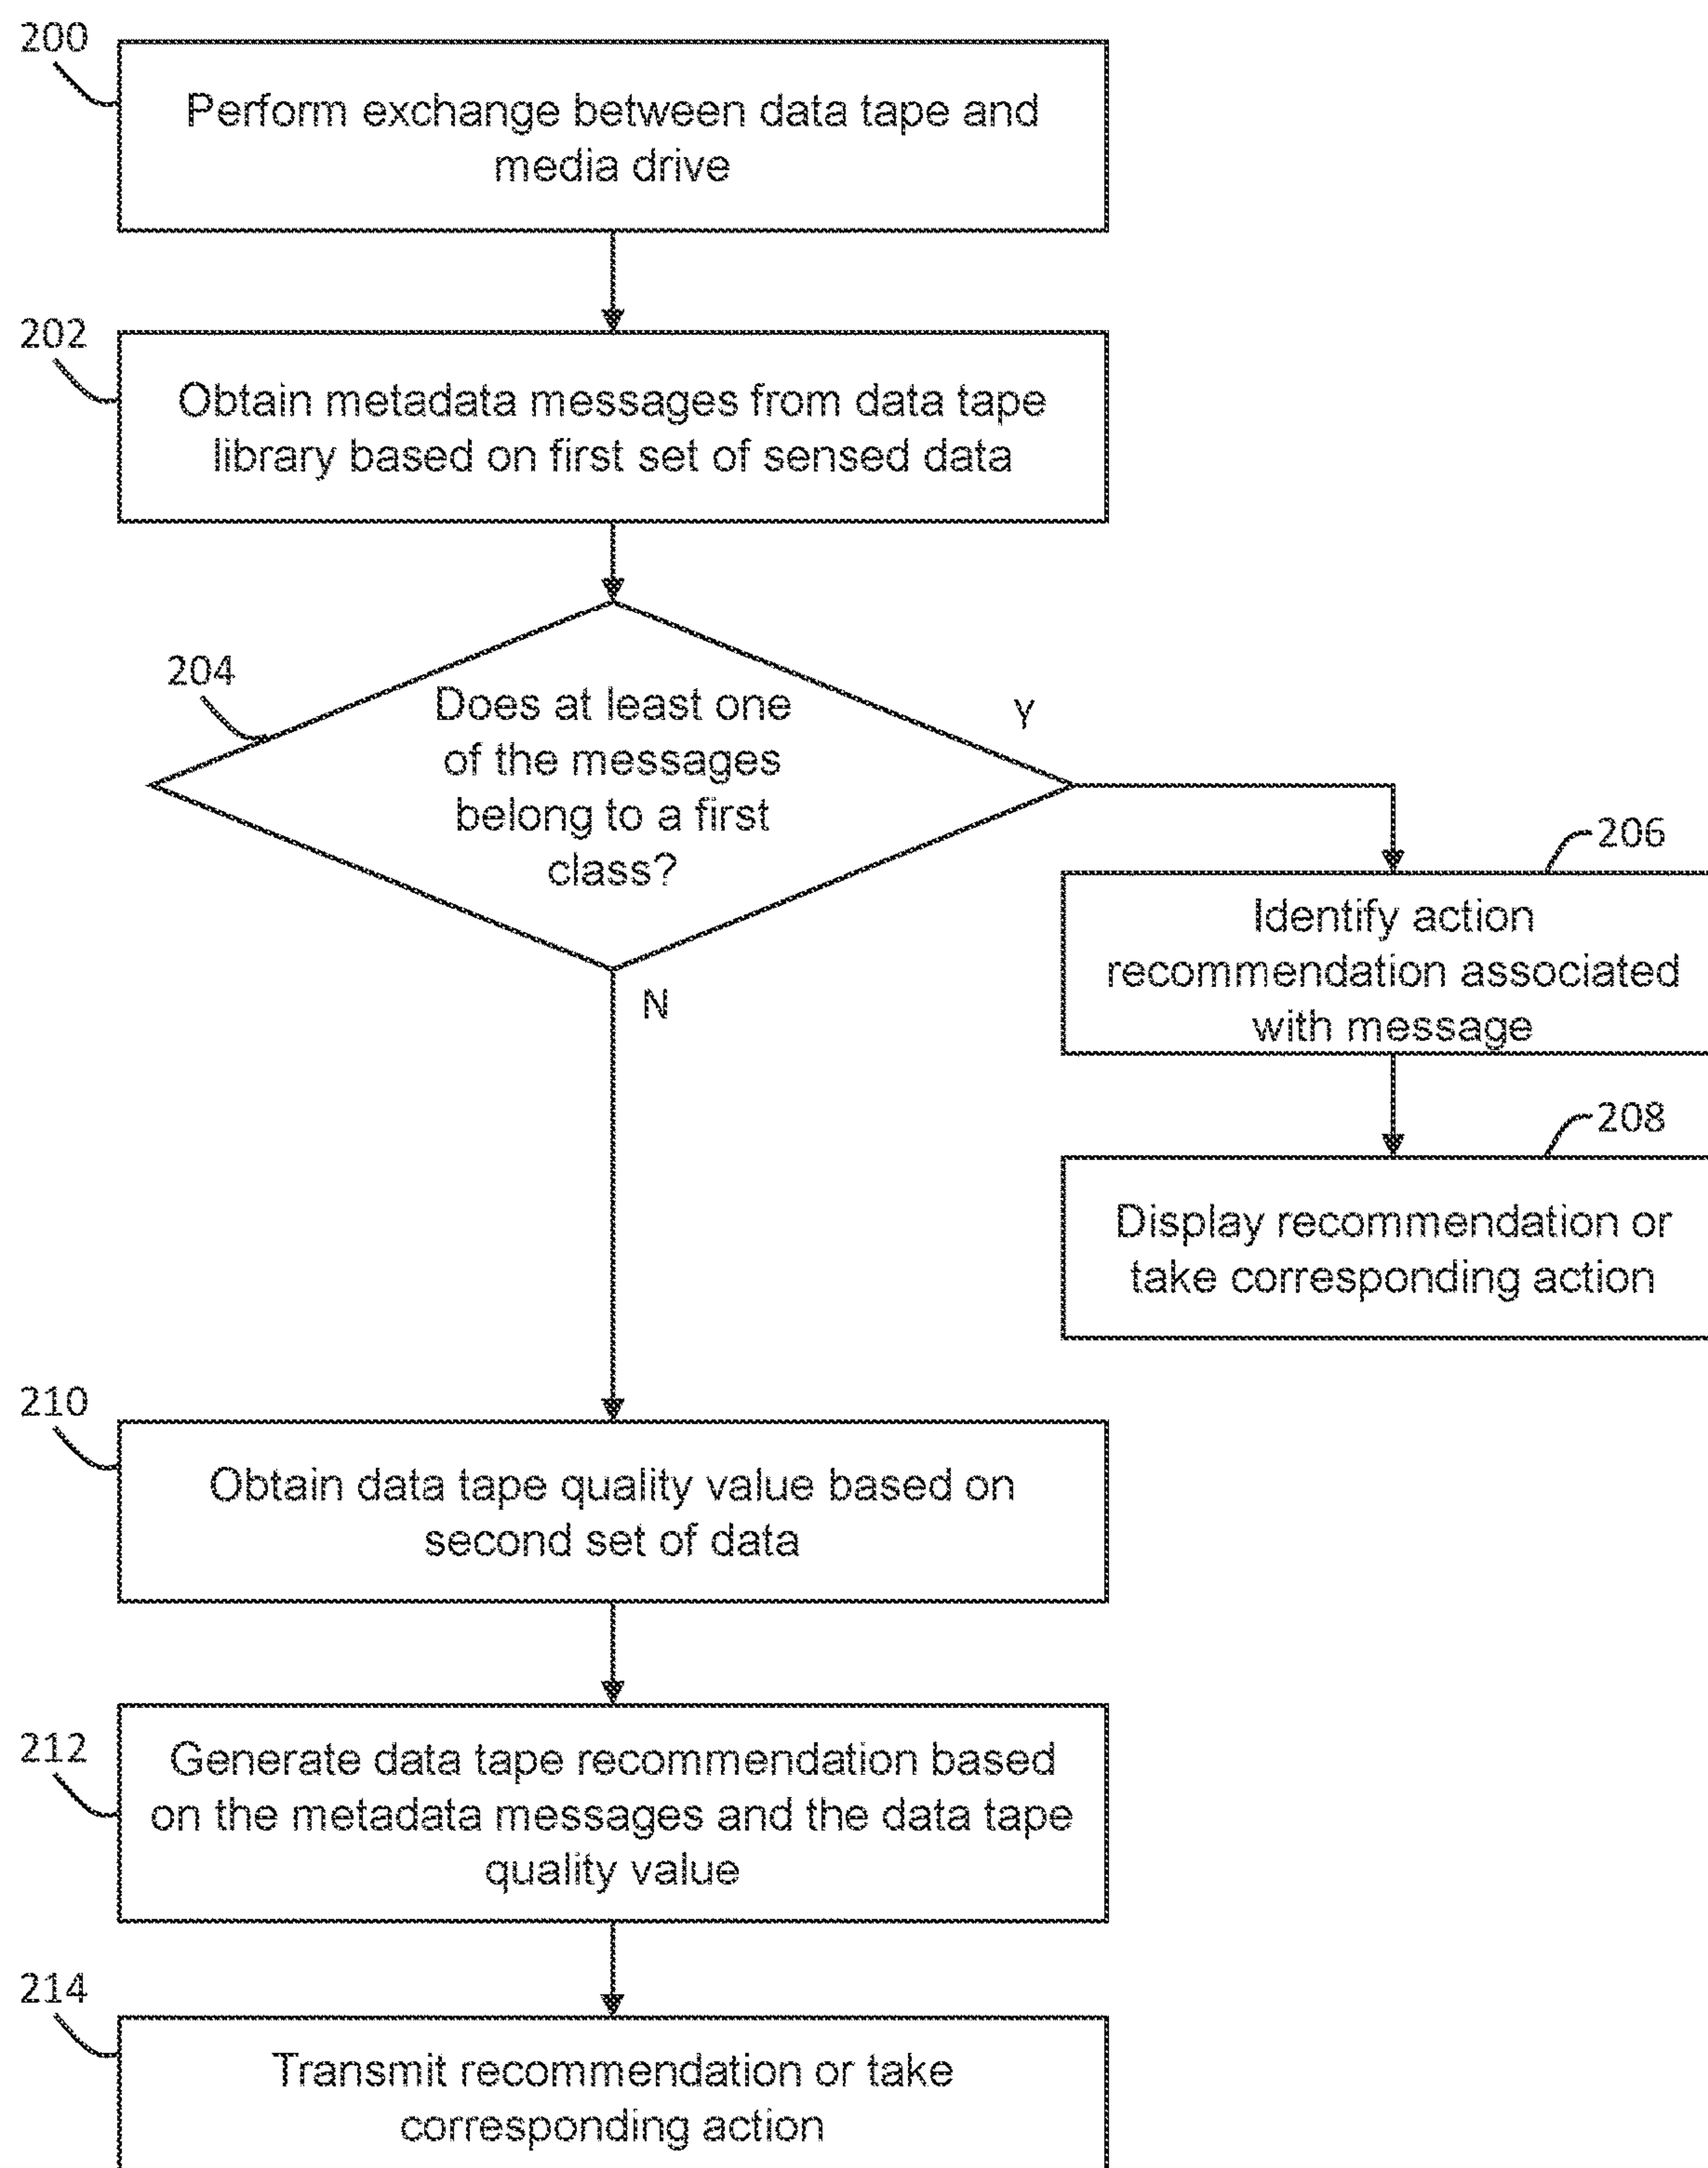 200
Perform exchange between data tape and
media drive
202
Obtain metadata messages from data tape
library based on first set of sensed data
204
Does at least one
of the messages
belong to a first
class?
Y
N
206
Identify action
recommendation associated
with message
208
Display recommendation or
take corresponding action
210
Obtain data tape quality value based on
second set of data
212
Generate data tape recommendation based
on the metadata messages and the data tape
quality value
214
Transmit recommendation or take
corresponding action